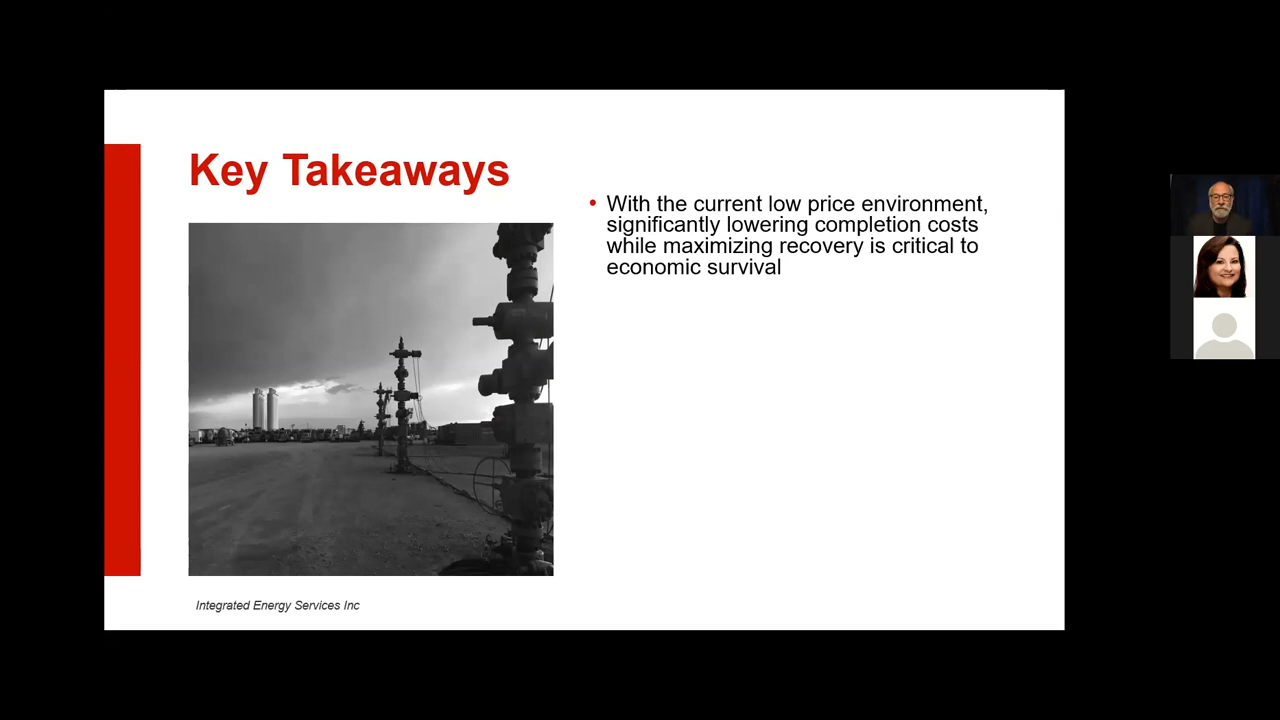 Key Takeaways
• With the current low price environment,
significantly lowering completion costs
while maximizing recovery is critical to
economic survival
Integrated Energy Services Inc